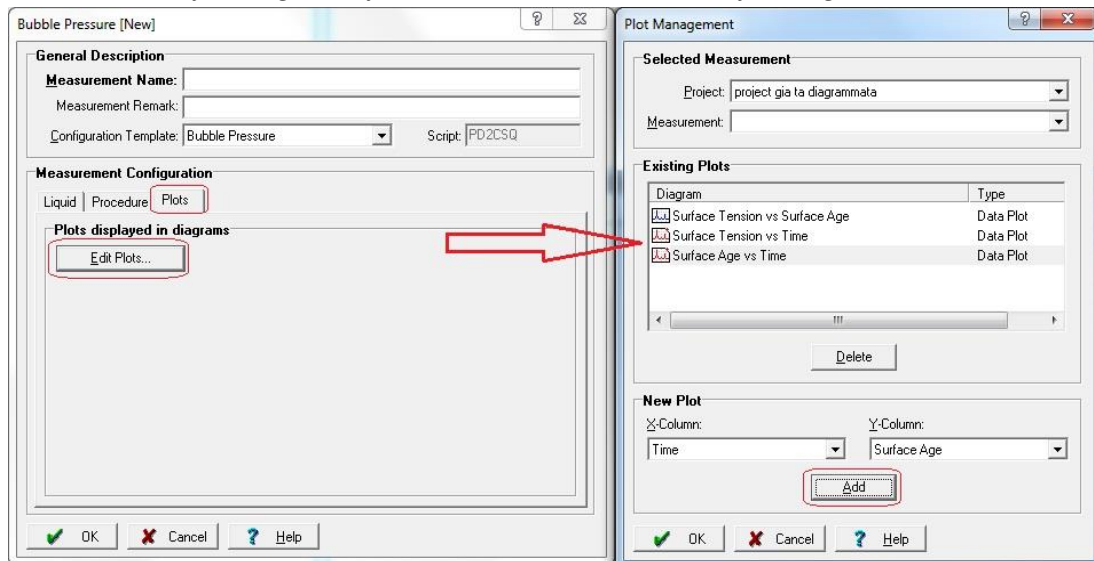 Bubble Pressure [New]
General Description
Measurement Name:
Measurement Remark:
Configuration Template: Bubble Pressure Script: PD2CSQ
Measurement Configuration
Liquid Procedure Plots
Plots displayed in diagrams
Edit Plots...
OK Cancel Help
Plot Management
Selected Measurement
Project: project gia ta diagrammata
Measurement:
Existing Plots
Diagram Type
Surface Tension vs Surface Age Data Plot
Surface Tension vs Time Data Plot
Surface Age vs Time Data Plot
Delete
New Plot
X-Column: Y-Column:
Time Surface Age
Add
OK Cancel Help